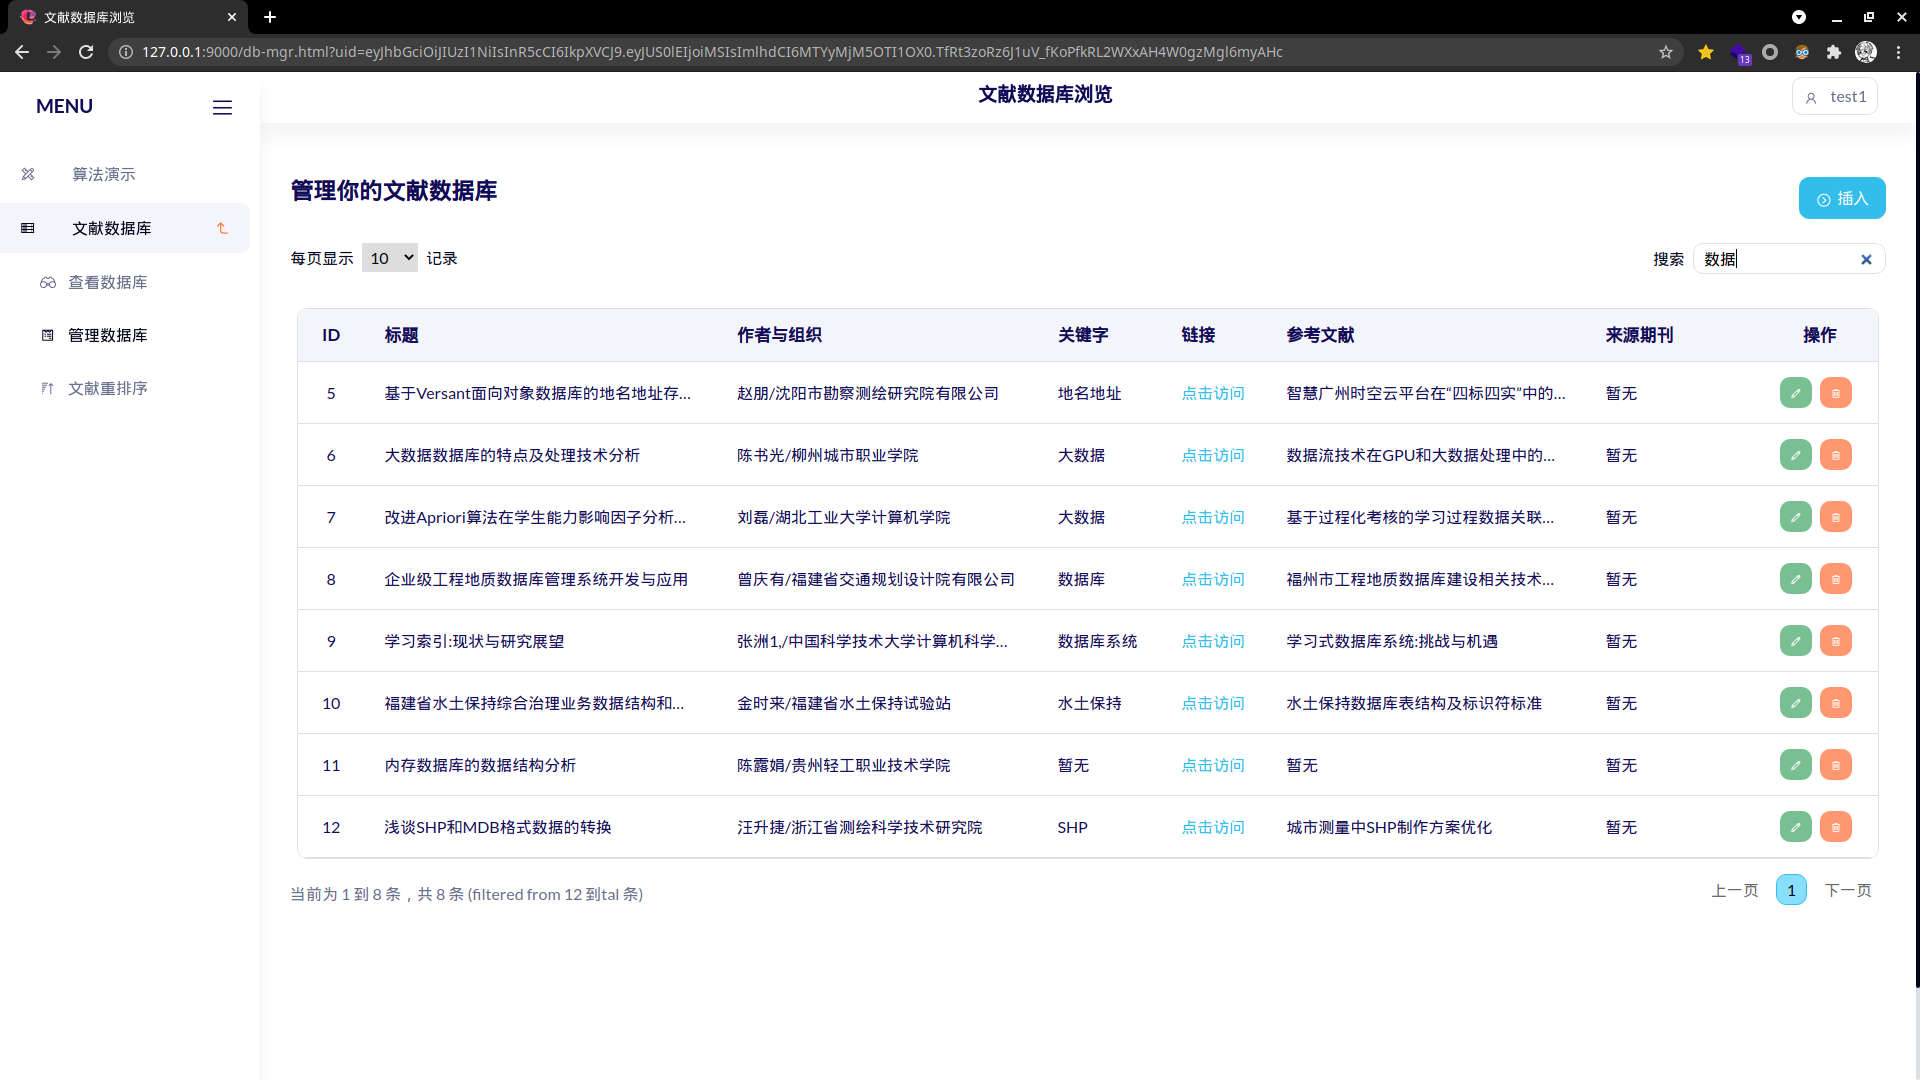 文献数据库浏览
127.0.0.1:9000/db-mgr.html?uid=eyJhbGciOiJIUzI1NiIsInR5cCI6IkpXVCJ9.eyJUS0lEIjoiMSIsImlhdCI6MTYyMjM5OTI1OX0.TfRt3zoRz6J1uV_fKoPfkRL2WXxAH4W0gzMgl6myAHc
13
MENU
文献数据库浏览
test1
算法演示
文献数据库
查看数据库
管理数据库
文献重排序
管理你的文献数据库
插入
每页显示 10 记录
搜索 数据
ID 标题 作者与组织 关键字 链接 参考文献 来源期刊 操作
5 基于Versant面向对象数据库的地名地址存... 赵朋/沈阳市勘察测绘研究院有限公司 地名地址 点击访问 智慧广州时空云平台在“四标四实”中的... 暂无
6 大数据数据库的特点及处理技术分析 陈书光/柳州城市职业学院 大数据 点击访问 数据流技术在GPU和大数据处理中的... 暂无
7 改进Apriori算法在学生能力影响因子分析... 刘磊/湖北工业大学计算机学院 大数据 点击访问 基于过程化考核的学习过程数据关联... 暂无
8 企业级工程地质数据库管理系统开发与应用 曾庆有/福建省交通规划设计院有限公司 数据库 点击访问 福州市工程地质数据库建设相关技术... 暂无
9 学习索引:现状与研究展望 张洲1,/中国科学技术大学计算机科学... 数据库系统 点击访问 学习式数据库系统:挑战与机遇 暂无
10 福建省水土保持综合治理业务数据结构和... 金时来/福建省水土保持试验站 水土保持 点击访问 水土保持数据库表结构及标识符标准 暂无
11 内存数据库的数据结构分析 陈露娟/贵州轻工职业技术学院 暂无 点击访问 暂无 暂无
12 浅谈SHP和MDB格式数据的转换 汪升捷/浙江省测绘科学技术研究院 SHP 点击访问 城市测量中SHP制作方案优化 暂无
当前为 1 到 8 条，共 8 条 (filtered from 12 到tal 条)
上一页 1 下一页